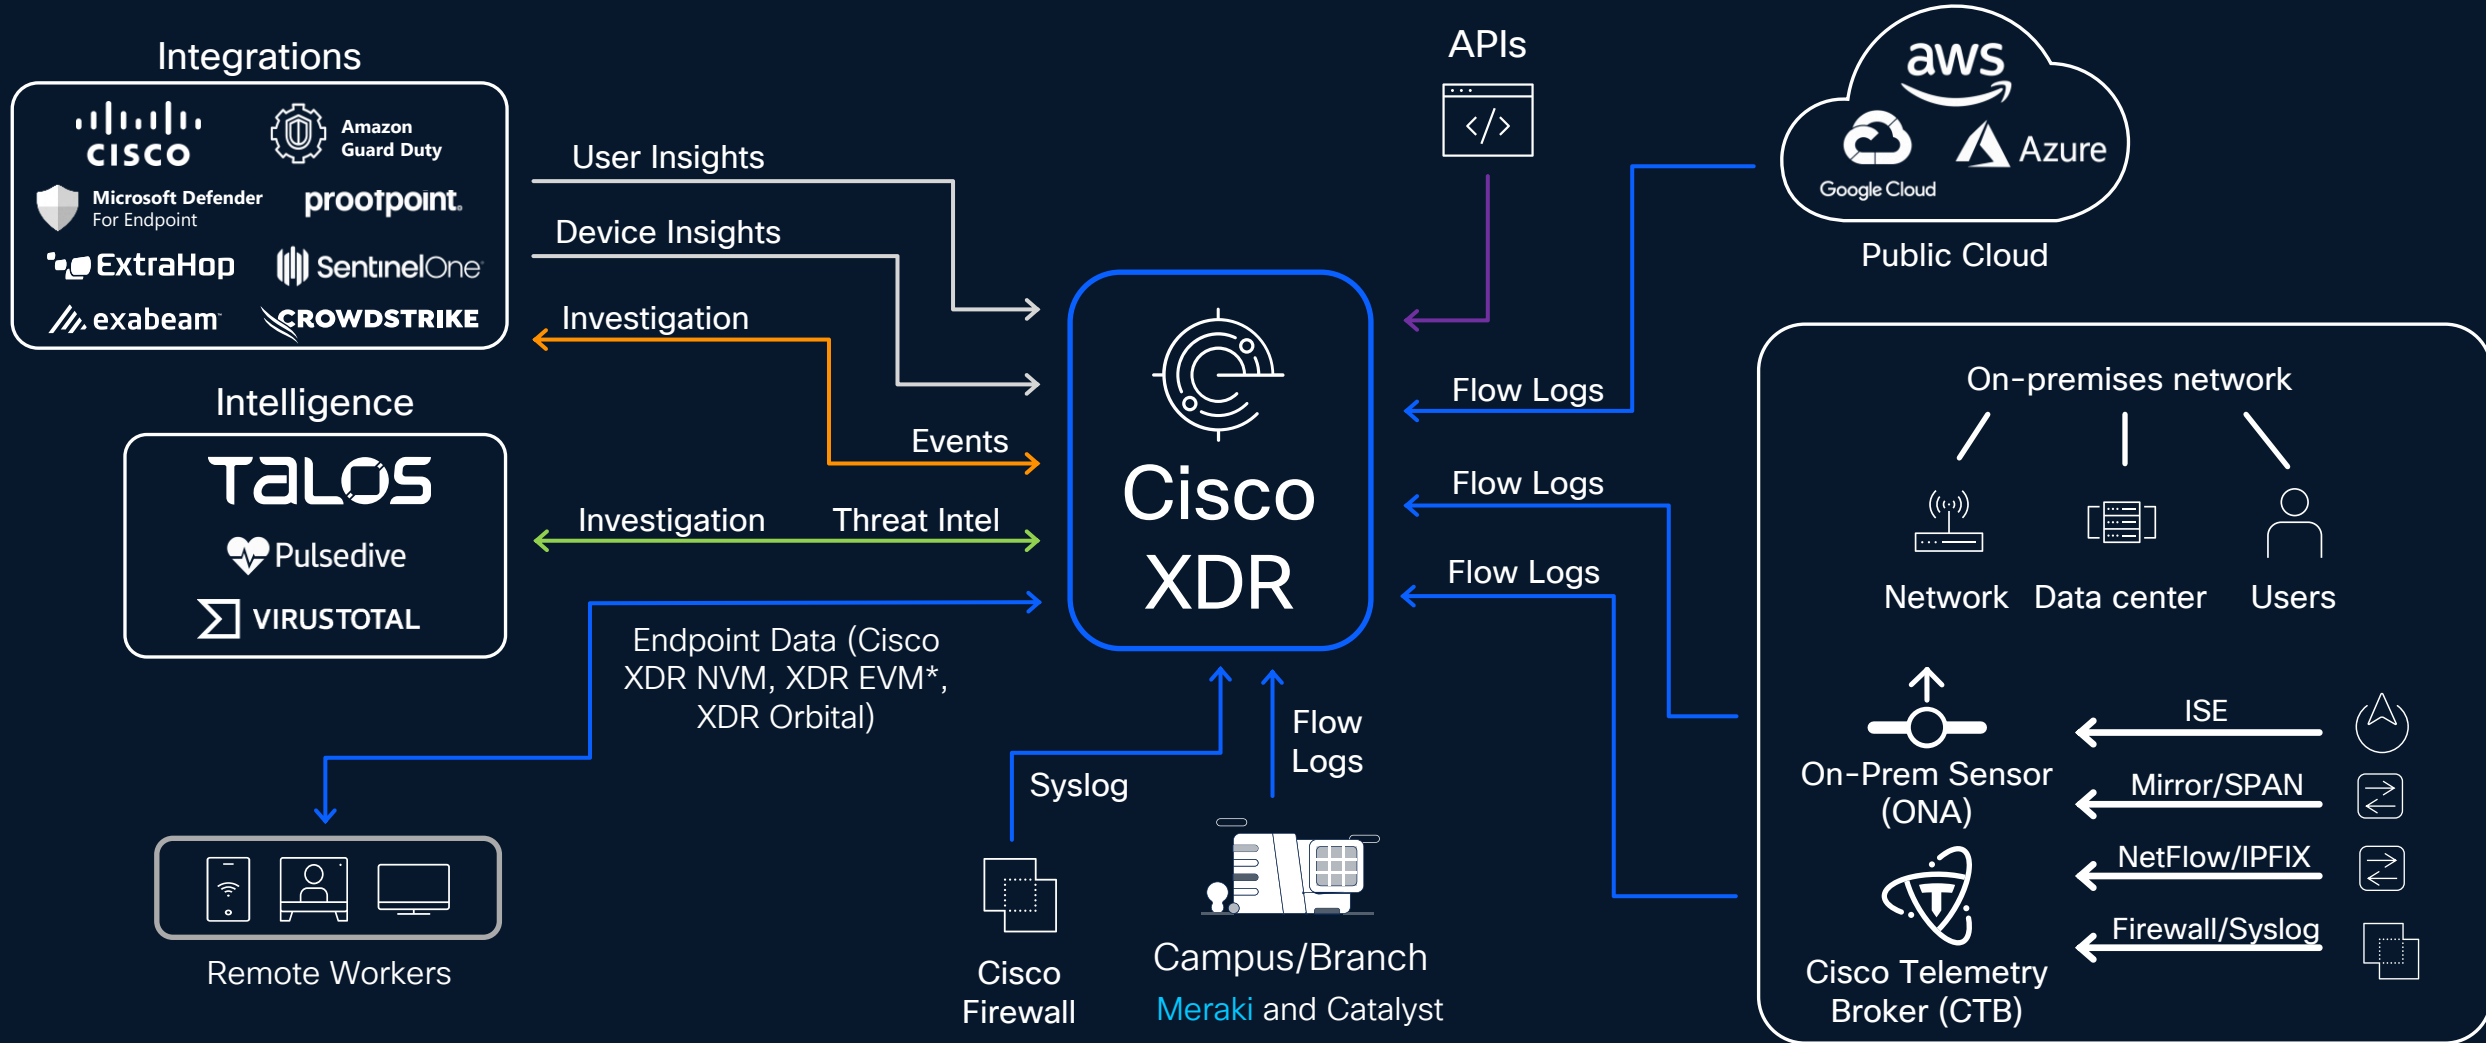 Integrations
CISCO
Amazon
Guard Duty
Microsoft Defender
For Endpoint
proofpoint.
ExtraHop
SentinelOne
exabeam
CROWDSTRIKE
Intelligence
TALOS
Pulsedive
VIRUSTOTAL
User Insights
Device Insights
Investigation
Events
Investigation
Threat Intel
Endpoint Data (Cisco
XDR NVM, XDR EVM*,
XDR Orbital)
Remote Workers
Cisco
XDR
Syslog
Flow
Logs
Cisco
Firewall
Campus/Branch
Meraki and Catalyst
APIs
</>
Flow Logs
Flow Logs
Flow Logs
aws
Google Cloud
Azure
Public Cloud
On-premises network
Network
Data center
Users
On-Prem Sensor
(ONA)
ISE
Mirror/SPAN
NetFlow/IPFIX
Firewall/Syslog
T
Cisco Telemetry
Broker (CTB)